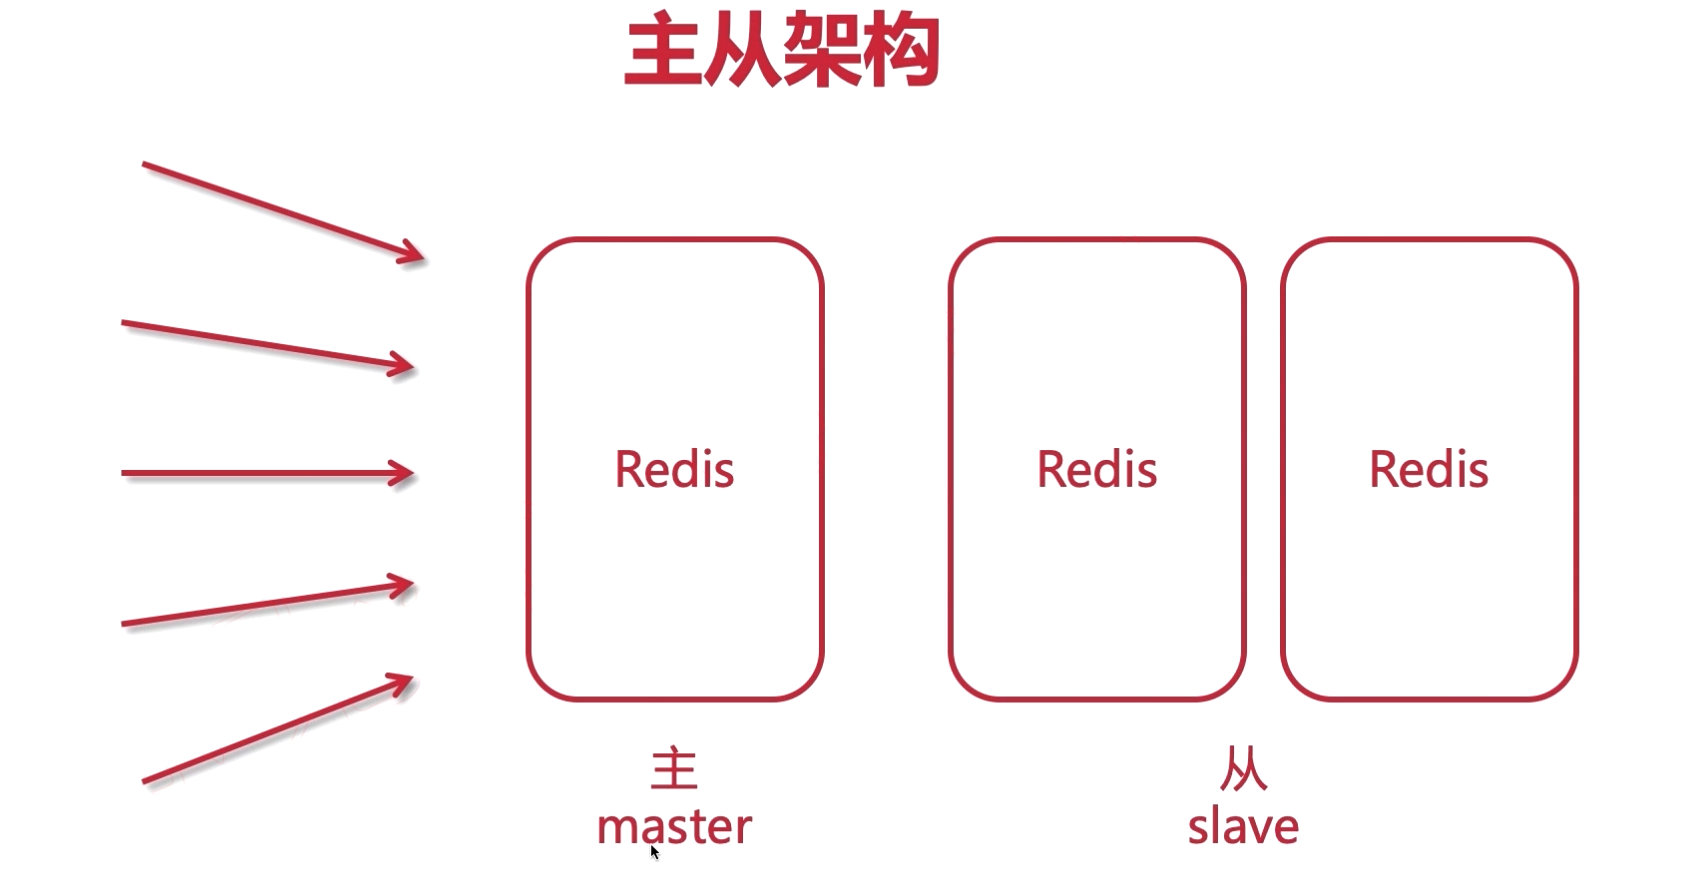 主从架构
Redis
Redis
Redis
主
master
从
slave